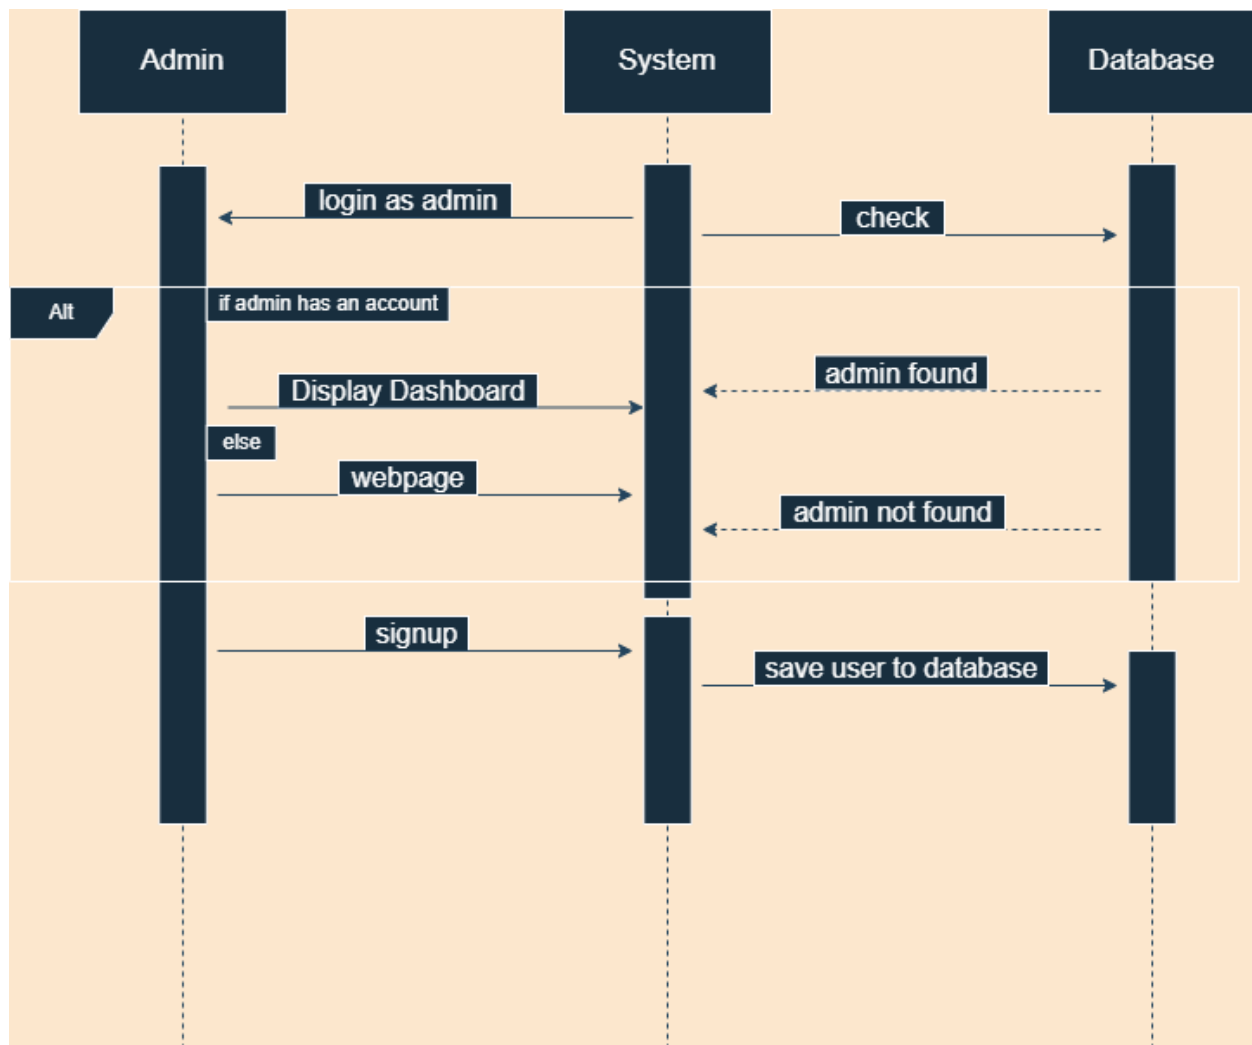 Admin
System
Database
login as admin
check
Alt
if admin has an account
admin found
Display Dashboard
else
webpage
admin not found
signup
save user to database